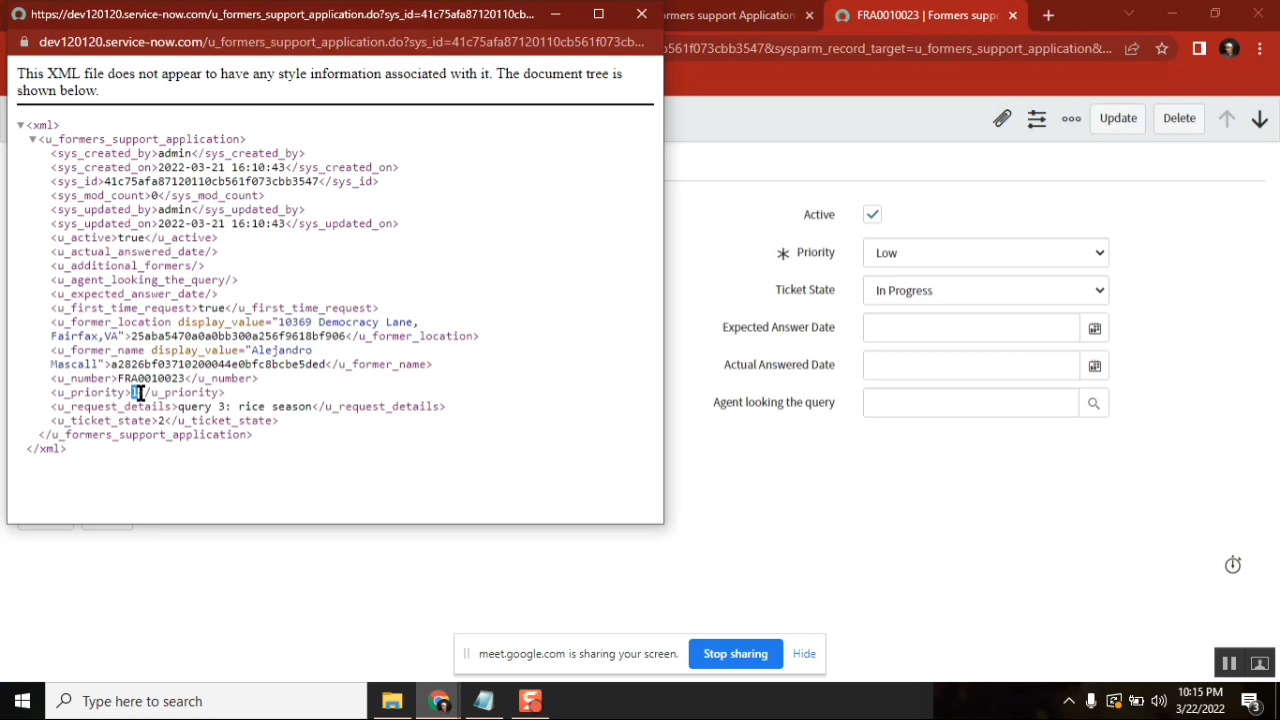 https://dev120120.service-now.com/u_formers_support_application.do?sys_id=41c75afa87120110cb...
ormers support Application
FRA0010023 | Formers suppo
dev120120.service-now.com/u_formers_support_application.do?sys_id=41c75afa87120110cb561f073cb...
561f073cbb3547&sysparm_record_target=u_formers_support_application&...
This XML file does not appear to have any style information associated with it. The document tree is
shown below.
Update
Delete
▼<xml>
▼<u_formers_support_application>
<sys_created_by>admin</sys_created_by>
<sys_created_on>2022-03-21 16:10:43</sys_created_on>
<sys_id>41c75afa87120110cb561f073cbb3547</sys_id>
<sys_mod_count>0</sys_mod_count>
<sys_updated_by>admin</sys_updated_by>
<sys_updated_on>2022-03-21 16:10:43</sys_updated_on>
<u_active>true</u_active>
<u_actual_answered_date/>
<u_additional_formers/>
<u_agent_looking_the_query/>
<u_expected_answer_date/>
<u_first_time_request>true</u_first_time_request>
<u_former_location display_value="10369 Democracy Lane,
Fairfax,VA">25aba5470a0a0bb300a256f9618bf906</u_former_location>
<u_former_name display_value="Alejandro
Mascall">a2826bf03710200044e0bfc8bcbe5ded</u_former_name>
<u_number>FRA0010023</u_number>
<u_priority>1</u_priority>
<u_request_details>query 3: rice season</u_request_details>
<u_ticket_state>2</u_ticket_state>
</u_formers_support_application>
</xml>
Active
Priority
Low
Ticket State
In Progress
Expected Answer Date
Actual Answered Date
Agent looking the query
meet.google.com is sharing your screen.
Stop sharing
Hide
Type here to search
10:15 PM
3/22/2022
3